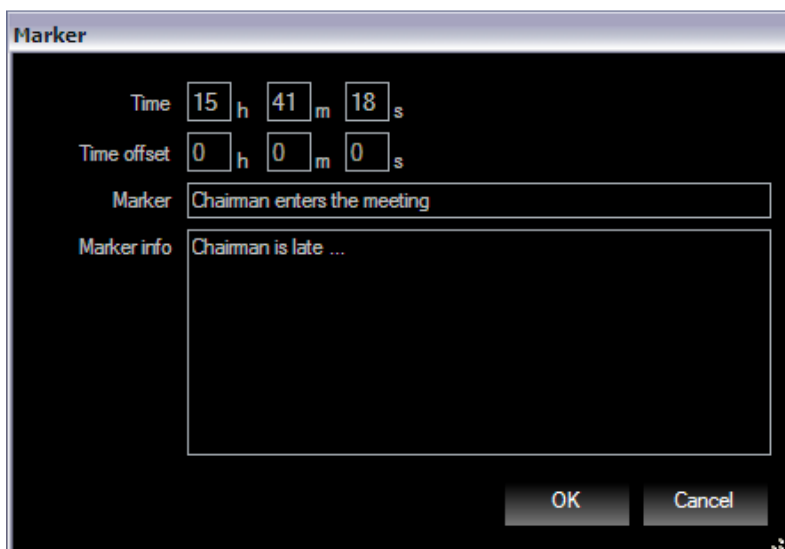 Marker
Time 15 h 41 m 18 s
Time offset 0 h 0 m 0 s
Marker Chairman enters the meeting
Marker info Chairman is late ...
OK Cancel